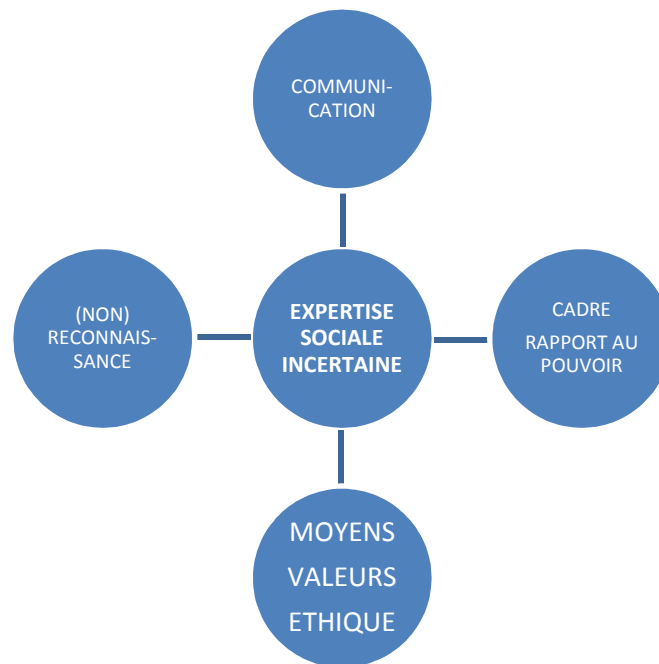 COMMUNI-
CATION
(NON)
RECONNAIS-
SANCE
EXPERTISE
SOCIALE
INCERTAINE
CADRE
RAPPORT AU
POUVOIR
MOYENS
VALEURS
ETHIQUE